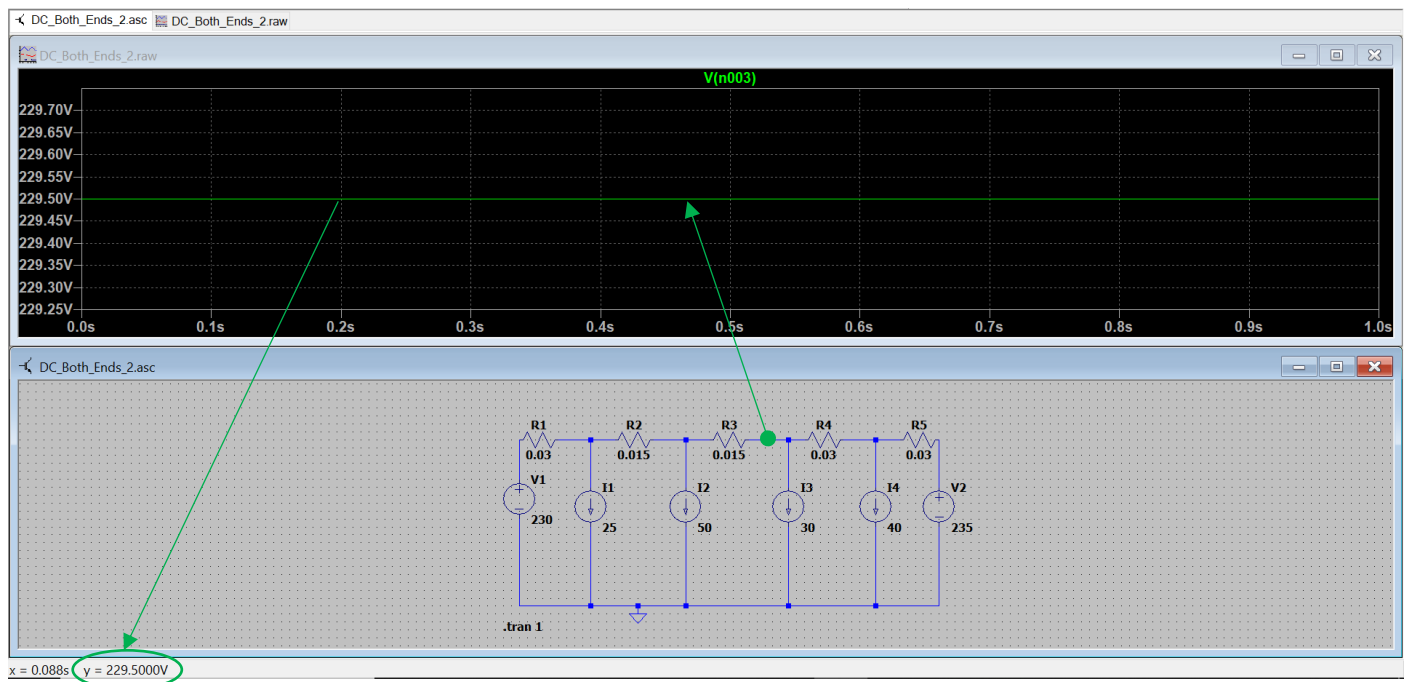 DC_Both_Ends_2.asc DC_Both_Ends_2.raw
DC_Both_Ends_2.raw
V(n003)
229.70V
229.65V
229.60V
229.55V
229.50V
229.45V
229.40V
229.35V
229.30V
229.25V
0.0s 0.1s 0.2s 0.3s 0.4s 0.5s 0.6s 0.7s 0.8s 0.9s 1.0s
DC_Both_Ends_2.asc
R1 R2 R3 R4 R5
0.03 0.015 0.015 0.03 0.03
V1 I1 I2 I3 I4 V2
230 25 50 30 40 235
.tran 1
x = 0.088s y = 229.5000V